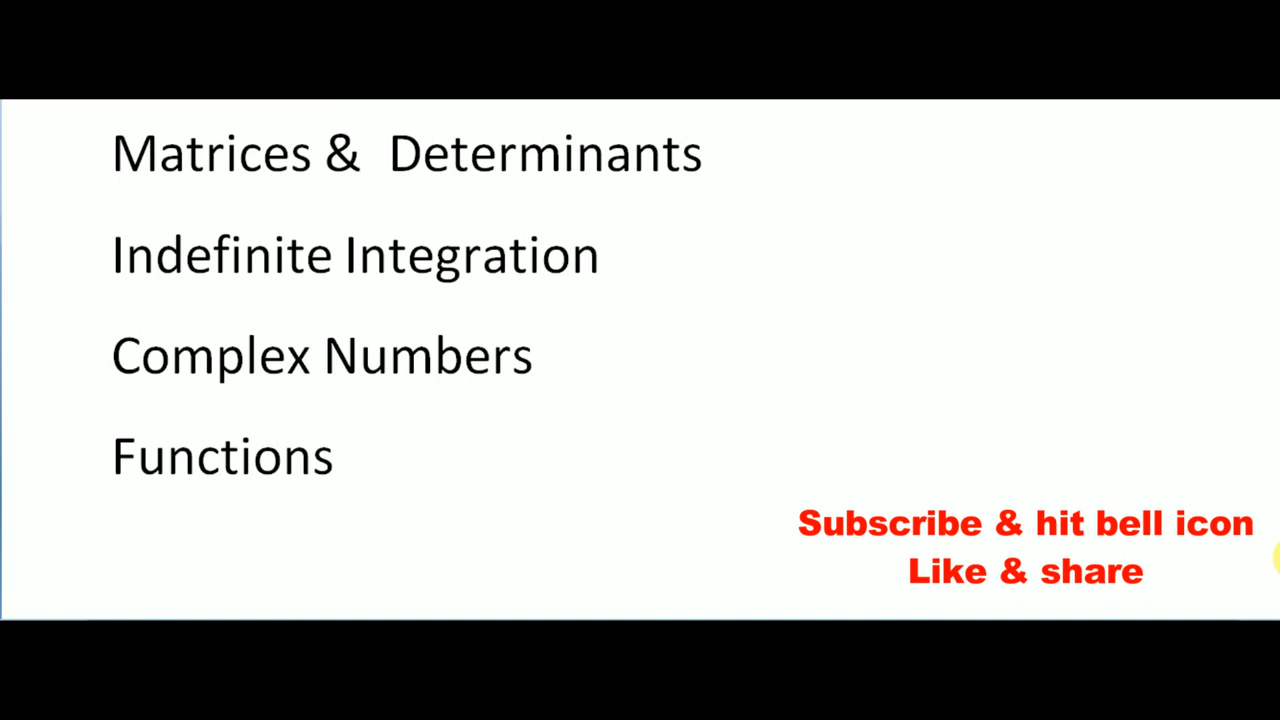 Matrices & Determinants
Indefinite Integration
Complex Numbers
Functions
Subscribe & hit bell icon
Like & share